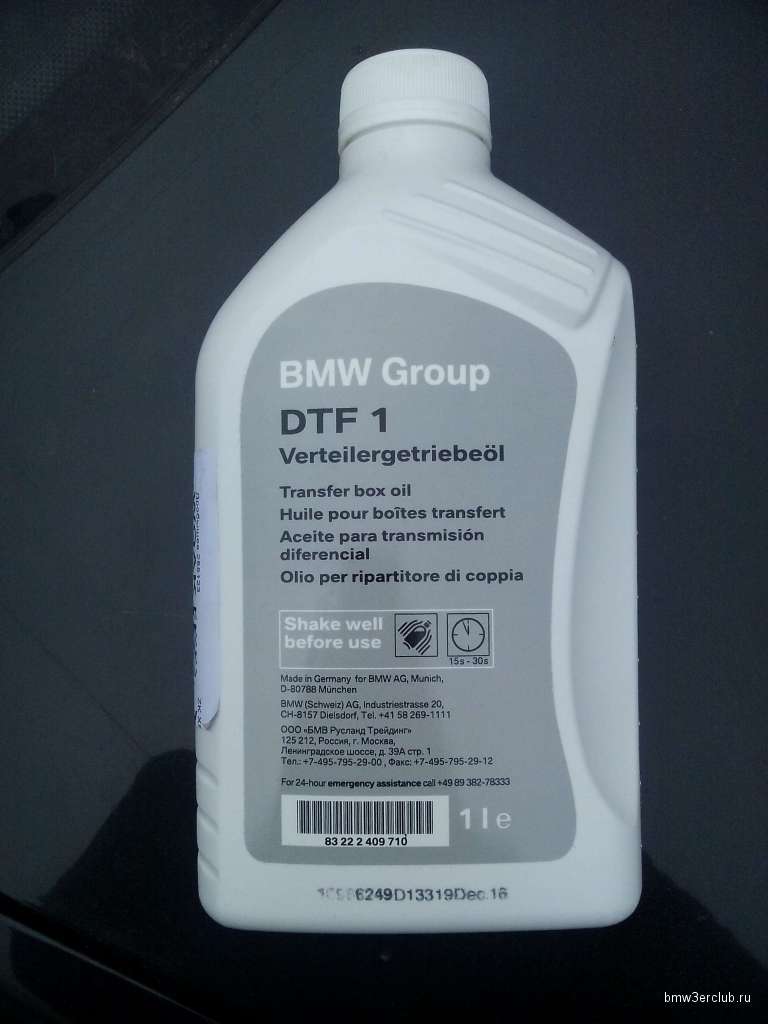 BMW Group
DTF 1
Verteilergetriebeöl
Transfer box oil
Huile pour boîtes transfert
Aceite para transmisión
diferencial
Olio per ripartitore di coppia
Shake well
before use
15s - 30s
Made in Germany for BMW AG, Munich,
D-80788 München
BMW (Schweiz) AG, Industriestrasse 20,
CH-8157 Dielsdorf, Tel. +41 58 269-1111
ООО «БМВ Русланд Трейдинг»
125 212, Россия, г. Москва,
Ленинградское шоссе, д. 39А стр. 1
Тел.: +7-495-795-29-00, Факс: +7-495-795-29-12
For 24-hour emergency assistance call +49 89 382-78333
83 22 2 409 710
1 l e
6249D13319Dec.16
bmw3erclub.ru